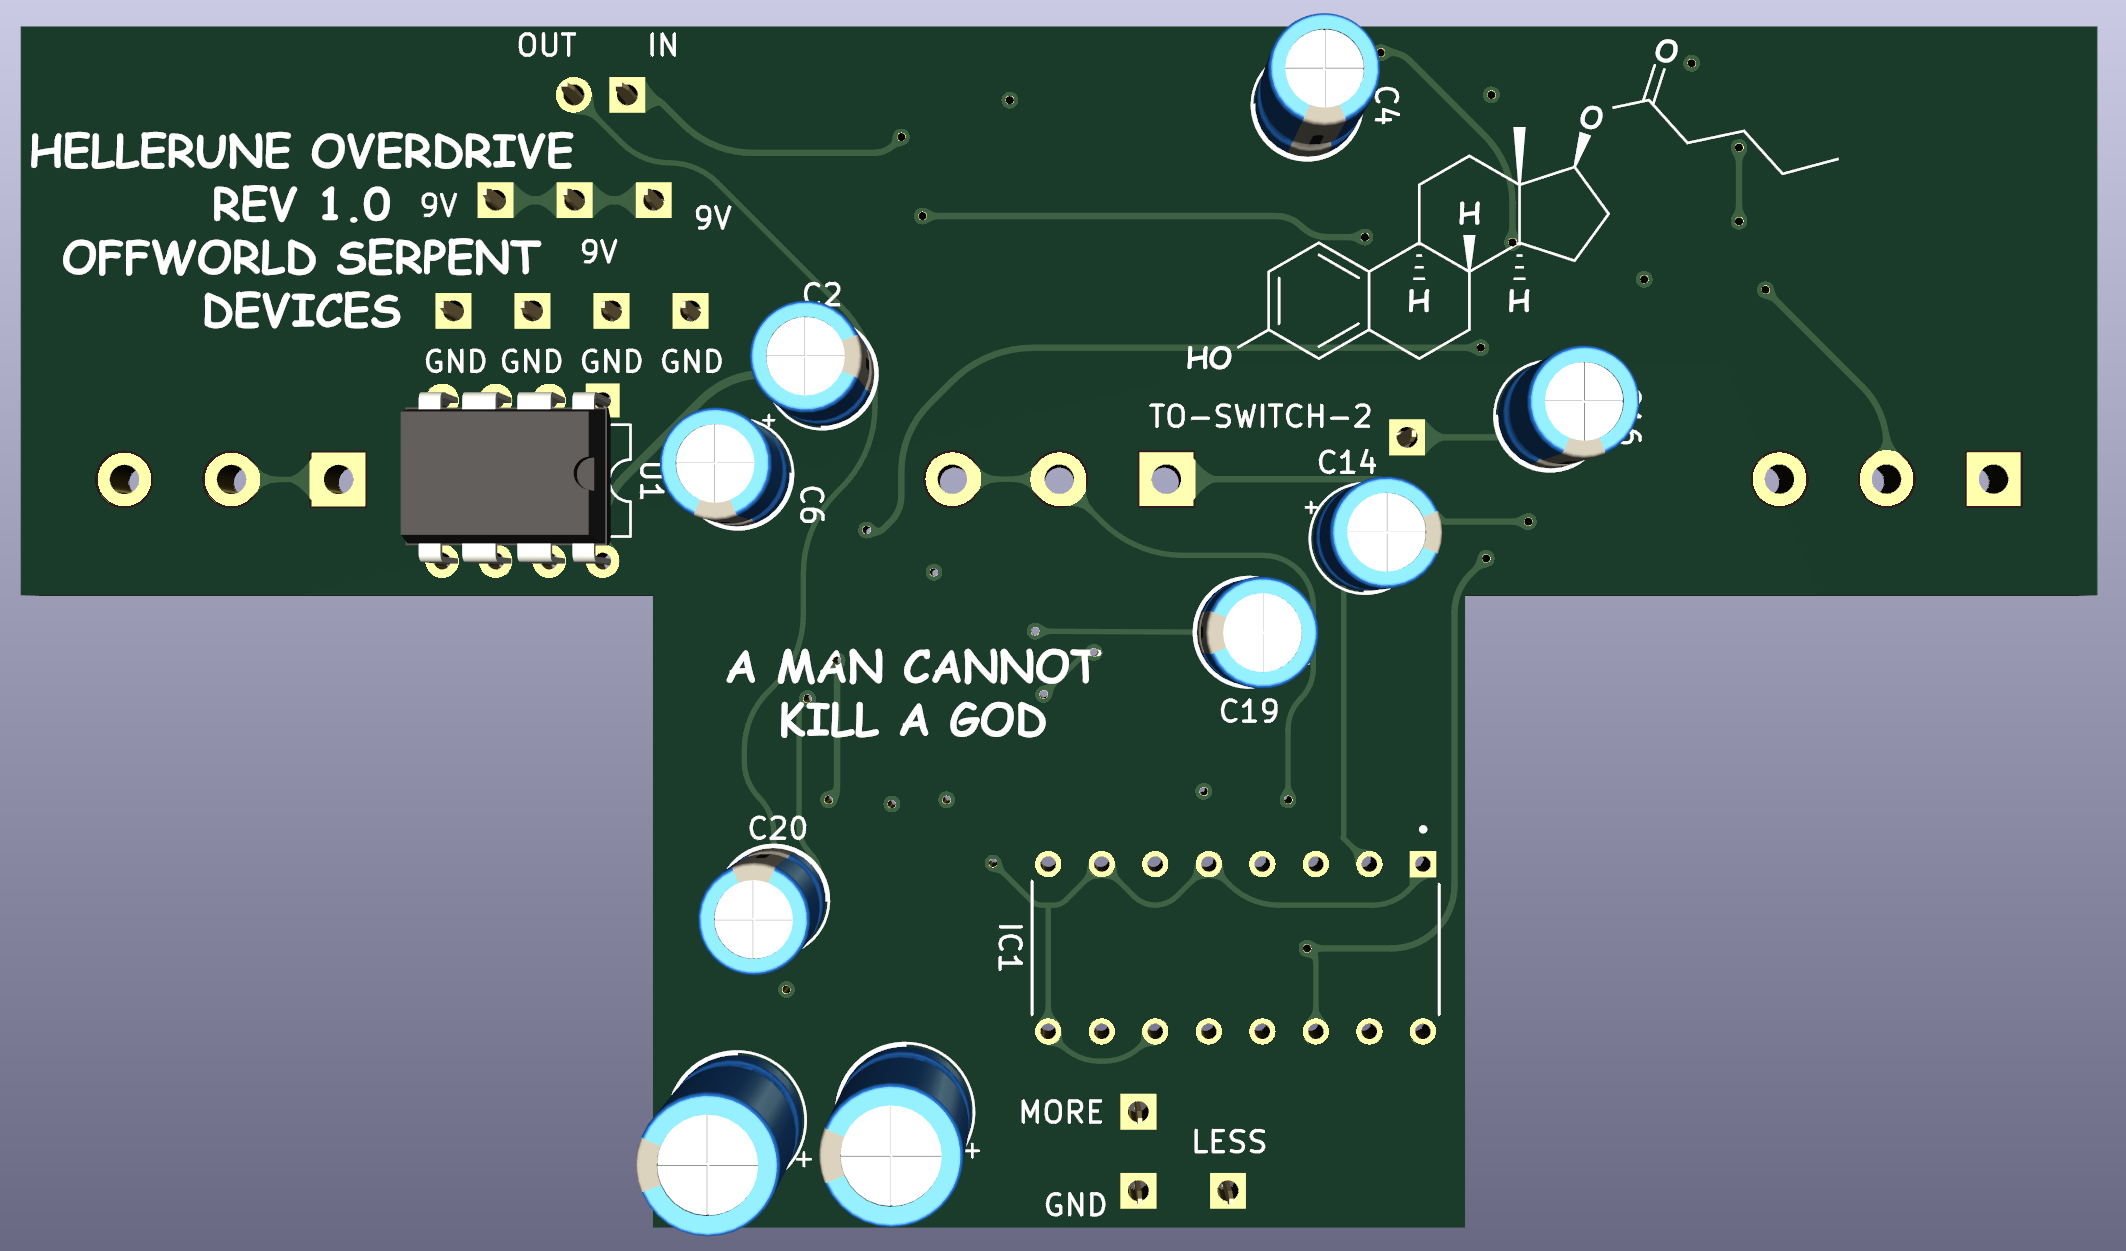 OUT IN
HELLERUNE OVERDRIVE
REV 1.0
OFFWORLD SERPENT
DEVICES
9V
9V
9V
GND GND GND GND
C2
C4
O
O
H
H
H
HO
TO-SWITCH-2
C14
+
U1
+
C6
A MAN CANNOT
KILL A GOD
C19
C20
IC1
+
+
MORE
LESS
GND